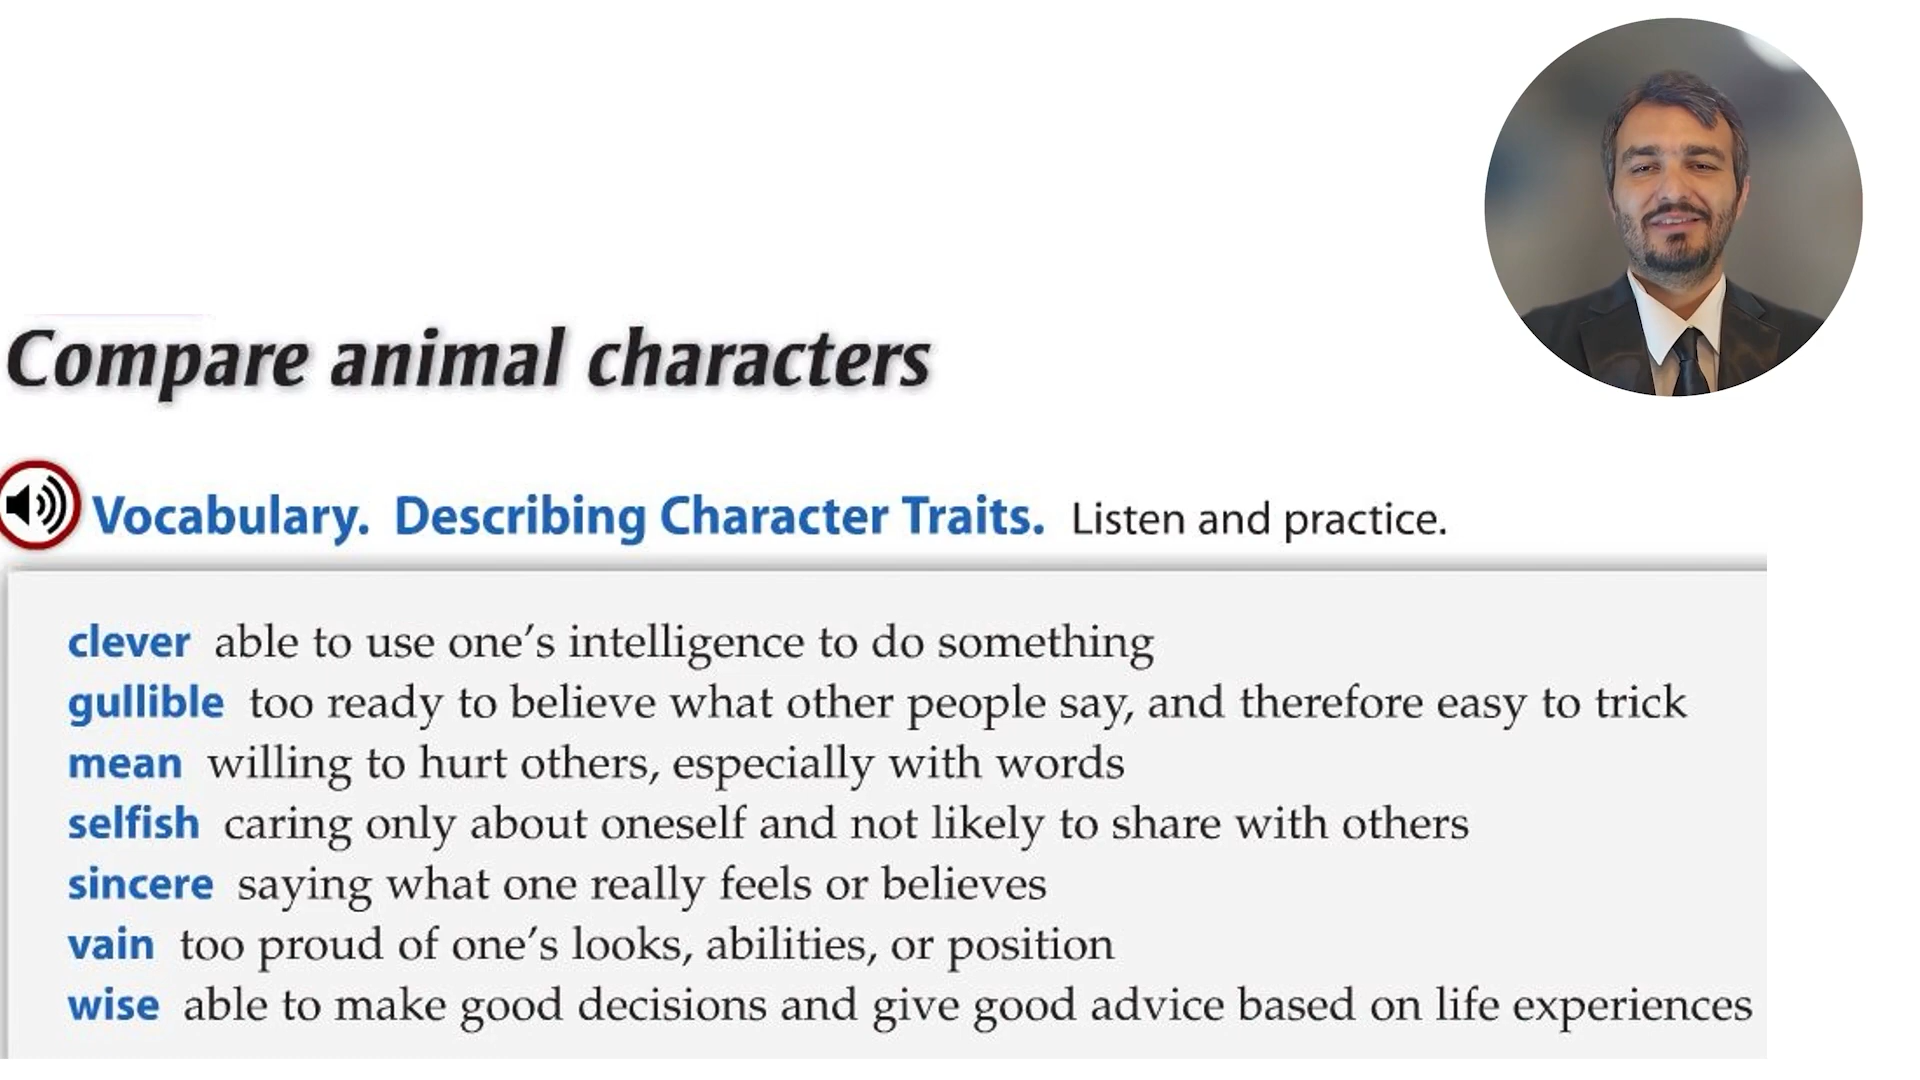 Compare animal characters
Vocabulary. Describing Character Traits. Listen and practice.
clever able to use one’s intelligence to do something
gullible too ready to believe what other people say, and therefore easy to trick
mean willing to hurt others, especially with words
selfish caring only about oneself and not likely to share with others
sincere saying what one really feels or believes
vain too proud of one’s looks, abilities, or position
wise able to make good decisions and give good advice based on life experiences